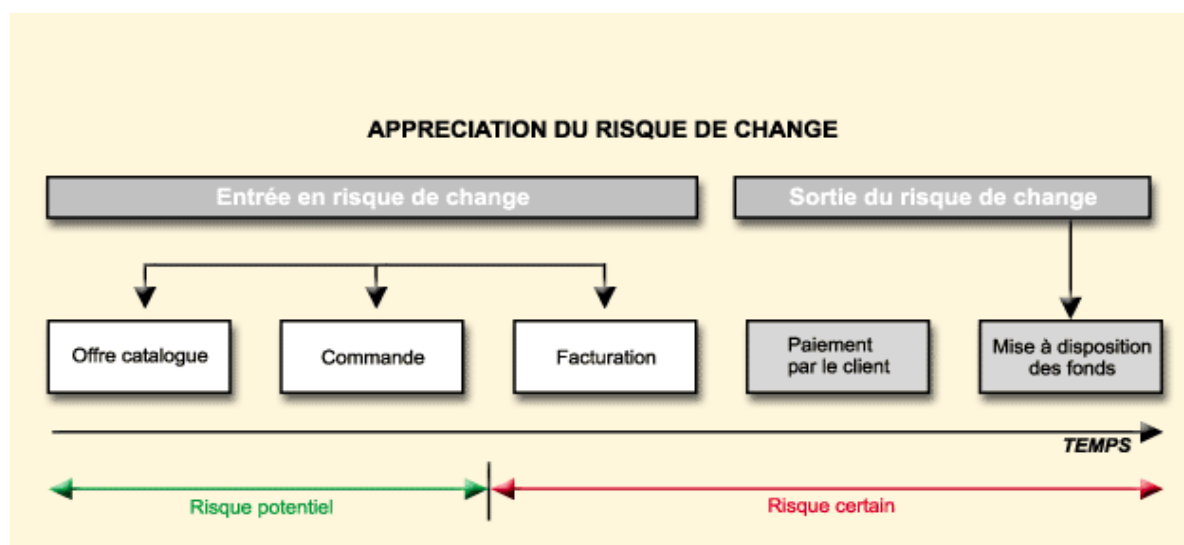 APPRECIATION DU RISQUE DE CHANGE
Entrée en risque de change
Sortie du risque de change
Offre catalogue
Commande
Facturation
Paiement
par le client
Mise à disposition
des fonds
TEMPS
Risque potentiel
Risque certain